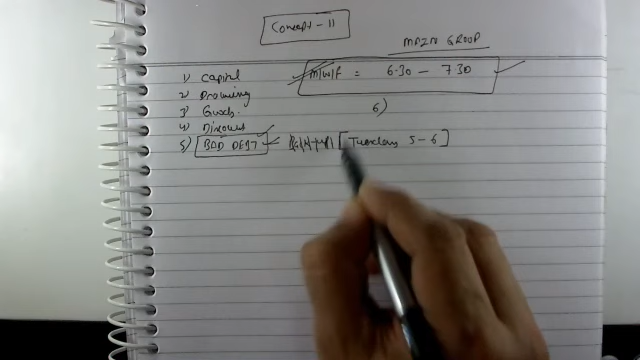 Concept - 11
MAIN GROUP
1) Capital
M/W/F = 6.30 - 7.30
2) Drawing
3) Goods.
6)
4) Discount
5) BAD DEBT [Tuesday 5-6]